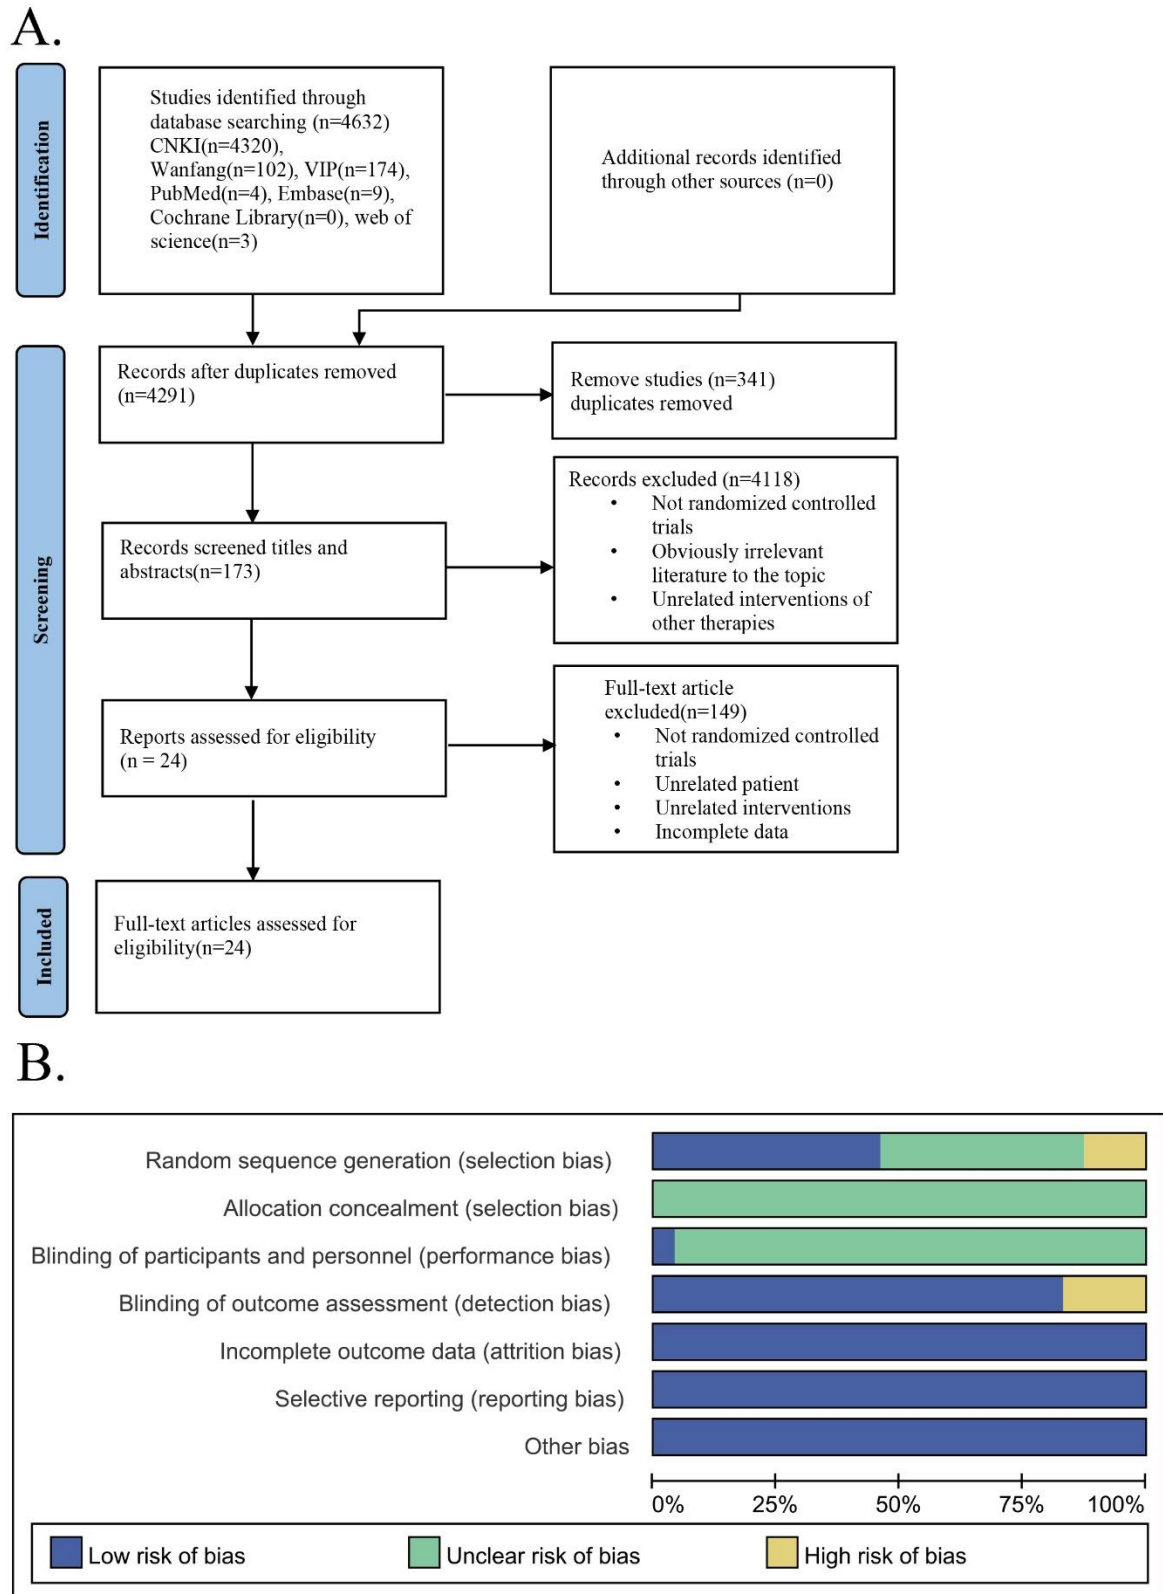 A.
Identification
Studies identified through
database searching (n=4632)
CNKI(n=4320),
Wanfang(n=102), VIP(n=174),
PubMed(n=4), Embase(n=9),
Cochrane Library(n=0), web of
science(n=3)
Additional records identified
through other sources (n=0)
Screening
Records after duplicates removed
(n=4291)
Remove studies (n=341)
duplicates removed
Records screened titles and
abstracts(n=173)
Records excluded (n=4118)
• Not randomized controlled
trials
• Obviously irrelevant
literature to the topic
• Unrelated interventions of
other therapies
Reports assessed for eligibility
(n = 24)
Full-text article
excluded(n=149)
• Not randomized controlled
trials
• Unrelated patient
• Unrelated interventions
• Incomplete data
Included
Full-text articles assessed for
eligibility(n=24)
B.
Random sequence generation (selection bias)
Allocation concealment (selection bias)
Blinding of participants and personnel (performance bias)
Blinding of outcome assessment (detection bias)
Incomplete outcome data (attrition bias)
Selective reporting (reporting bias)
Other bias
0% 25% 50% 75% 100%
Low risk of bias Unclear risk of bias High risk of bias